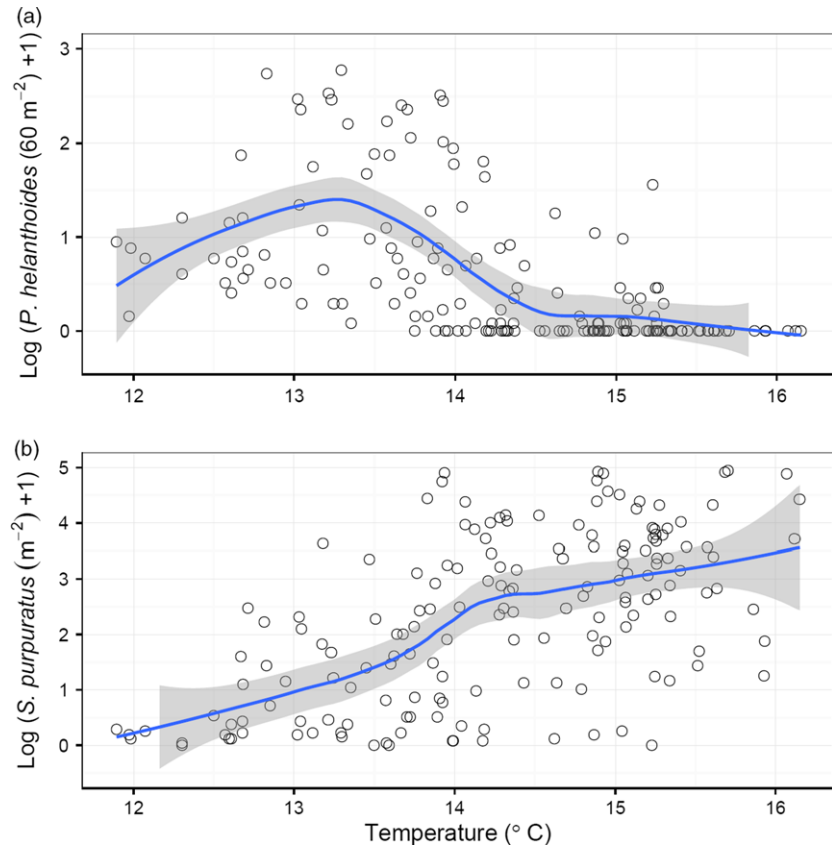 (a)
Log (P. helanthoides (60 m⁻²) +1)
3
2
1
0
12 13 14 15 16
(b)
Log (S. purpuratus (m⁻²) +1)
5
4
3
2
1
0
12 13 14 15 16
Temperature (° C)